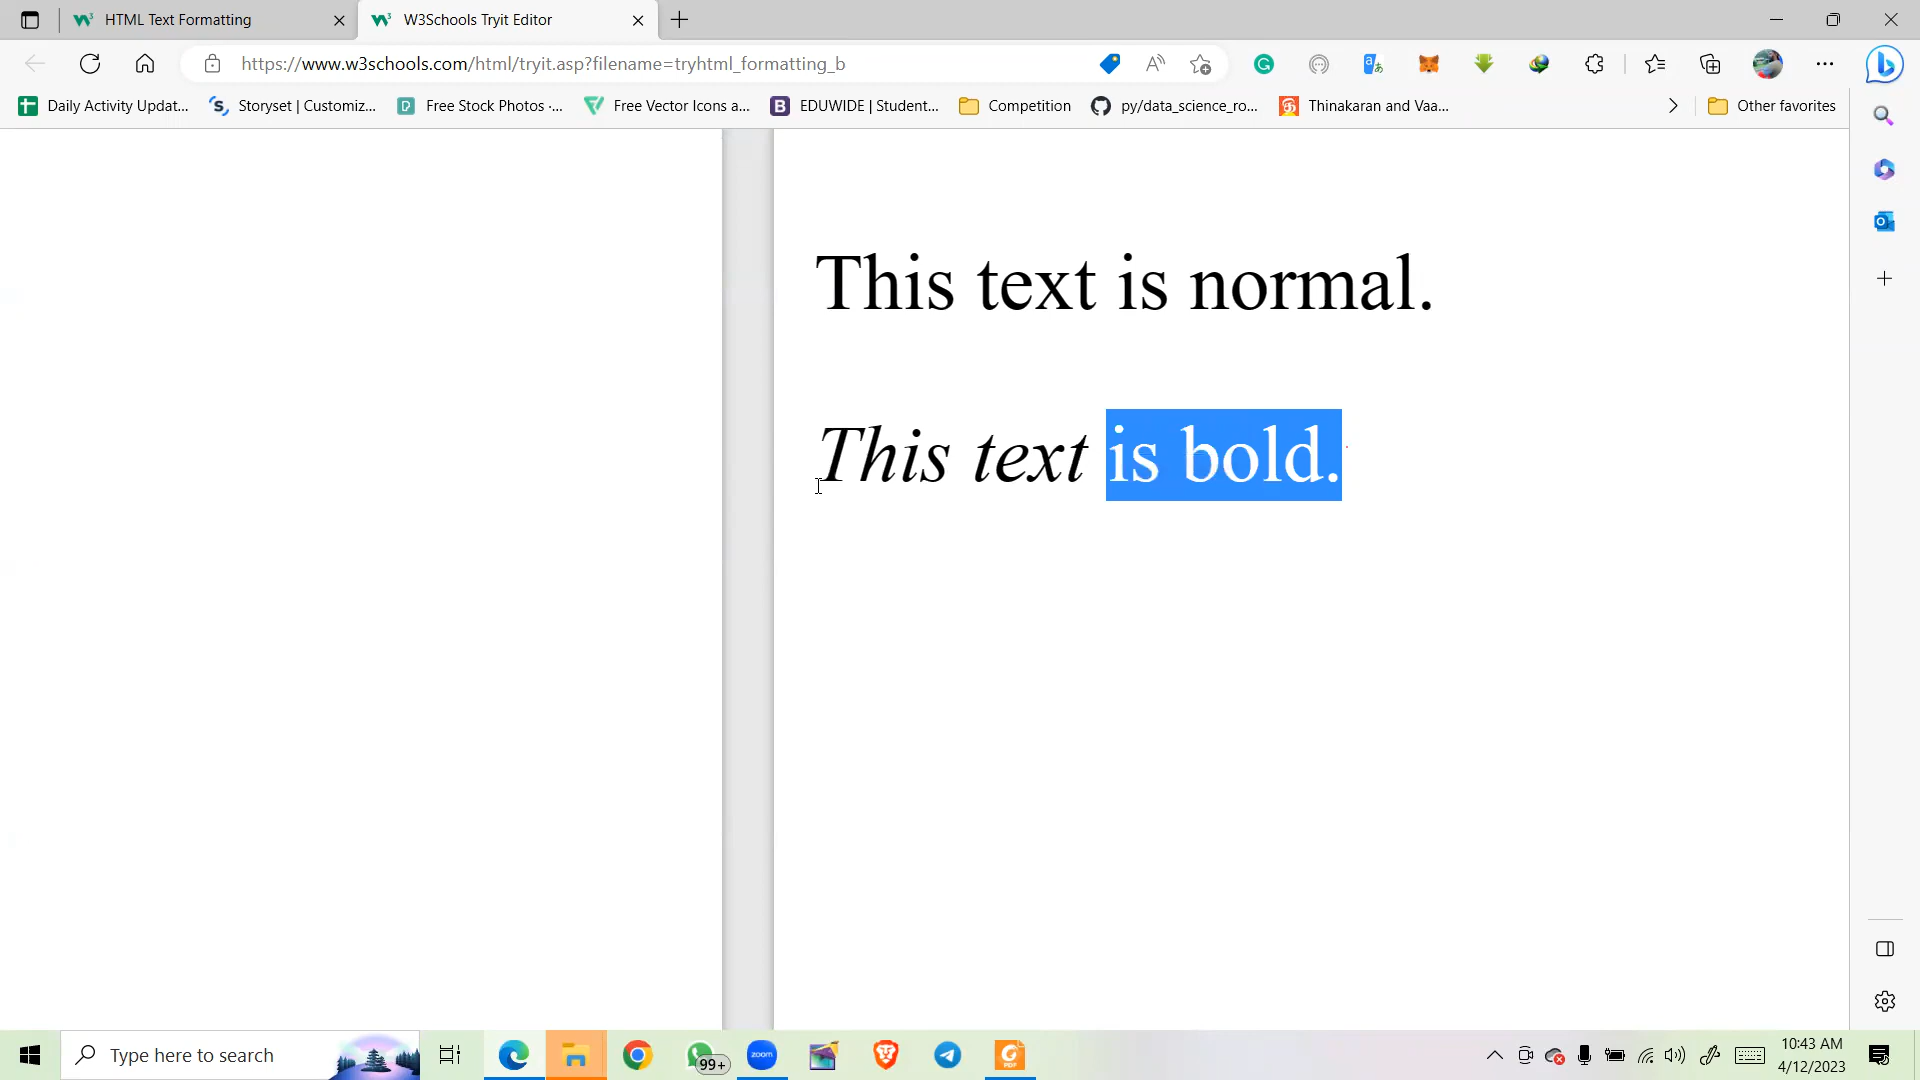 HTML Text Formatting
W3Schools Tryit Editor
https://www.w3schools.com/html/tryit.asp?filename=tryhtml_formatting_b
Daily Activity Updat... Storyset | Customiz... Free Stock Photos ·... Free Vector Icons a... EDUWIDE | Student... Competition py/data_science_ro... Thinakaran and Vaa... Other favorites
This text is normal.
This text is bold.
Type here to search
99+
zoom
PDF
10:43 AM
4/12/2023